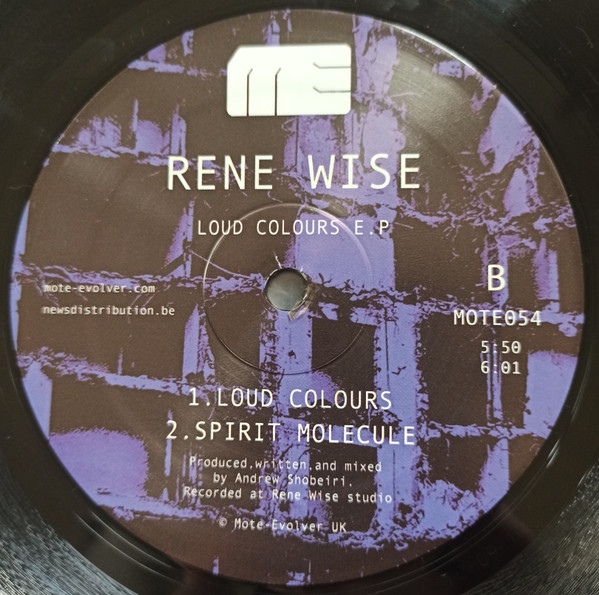 ME
RENE WISE
LOUD COLOURS E.P
mote-evolver.com
newsdistribution.be
B
MOTE054
5:50
6:01
1.LOUD COLOURS
2.SPIRIT MOLECULE
Produced,written,and mixed
by Andrew Shobeiri.
Recorded at Rene Wise studio
© Mote-Evolver UK